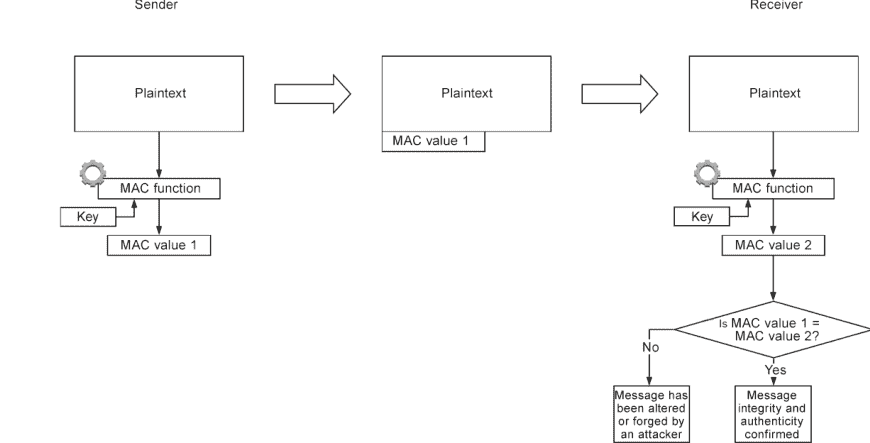 Sender
Receiver
Plaintext
Plaintext
Plaintext
MAC value 1
MAC function
MAC function
Key
Key
MAC value 1
MAC value 2
Is MAC value 1 =
MAC value 2?
No
Yes
Message has
been altered
or forged by
an attacker
Message
integrity and
authenticity
confirmed